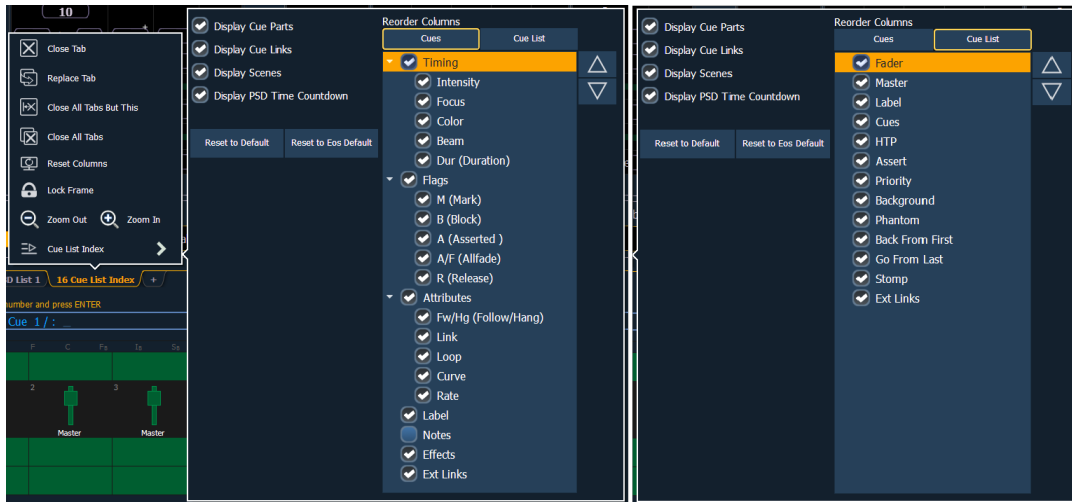 10
Close Tab
Replace Tab
Close All Tabs But This
Close All Tabs
Reset Columns
Lock Frame
Zoom Out Zoom In
Cue List Index
D List 1 16 Cue List Index +
number and press ENTER
Cue 1 / : _
F C Fs Is Ss
2 3
Master Master
Display Cue Parts
Display Cue Links
Display Scenes
Display PSD Time Countdown
Reset to Default Reset to Eos Default
Reorder Columns
Cues Cue List
Timing
Intensity
Focus
Color
Beam
Dur (Duration)
Flags
M (Mark)
B (Block)
A (Asserted )
A/F (Allfade)
R (Release)
Attributes
Fw/Hg (Follow/Hang)
Link
Loop
Curve
Rate
Label
Notes
Effects
Ext Links
Display Cue Parts
Display Cue Links
Display Scenes
Display PSD Time Countdown
Reset to Default Reset to Eos Default
Reorder Columns
Cues Cue List
Fader
Master
Label
Cues
HTP
Assert
Priority
Background
Phantom
Back From First
Go From Last
Stomp
Ext Links